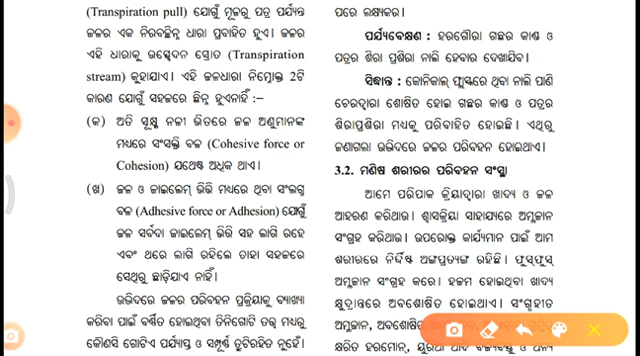 (Transpiration pull) ଯୋଗୁଁ ମୂଳରୁ ପତ୍ର ପର୍ଯ୍ୟନ୍ତ
ଜଳର ଏକ ନିରବଚ୍ଛିନ୍ନ ଧାରା ପ୍ରବାହିତ ହୁଏ। ଜଳର
ଏହି ଧାରାକୁ ଉତ୍ସ୍ବେଦନ ସ୍ରୋତ (Transpiration
stream) କୁହାଯାଏ। ଏହି ଜଳଧାରା ନିମ୍ନୋକ୍ତ 2ଟି
କାରଣ ଯୋଗୁଁ ସହଜରେ ଛିନ୍ନ ହୁଏନାହିଁ :–
(କ) ଅତି ସୂକ୍ଷ୍ମ ନଳୀ ଭିତରେ ଜଳ ଅଣୁମାନଙ୍କ
ମଧ୍ୟରେ ସଂସକ୍ତି ବଳ (Cohesive force or
Cohesion) ଯଥେଷ୍ଟ ଅଧିକ ଥାଏ।
(ଖ) ଜଳ ଓ ଜାଇଲେମ୍ ଭିତ୍ତି ମଧ୍ୟରେ ଥିବା ସଂଲଗ୍ନ
ବଳ (Adhesive force or Adhesion) ଯୋଗୁଁ
ଜଳ ସର୍ବଦା ଜାଇଲେମ୍ ଭିତ୍ତି ସହ ଲାଗି ରହେ
ଏବଂ ଥରେ ଲାଗି ରହିଲେ ତାହା ସହଜରେ
ସେଥିରୁ ଛାଡ଼ିଯାଏ ନାହିଁ।
ଉଦ୍ଭିଦରେ ଜଳର ପରିବହନ ପ୍ରକ୍ରିୟାକୁ ବ୍ୟାଖ୍ୟା
କରିବା ପାଇଁ ବର୍ଣ୍ଣିତ ହୋଇଥିବା ତିନିଗୋଟି ତତ୍ତ୍ୱ ମଧ୍ୟରୁ
କୌଣସି ଗୋଟିଏ ପର୍ଯ୍ୟାପ୍ତ ଓ ସମ୍ପୂର୍ଣ୍ଣ ତ୍ରୁଟିରହିତ ନୁହେଁ।
ପରେ ଲକ୍ଷ୍ୟକର।
ପର୍ଯ୍ୟବେକ୍ଷଣ : ହରଗୌରା ଗଛର କାଣ୍ଡ ଓ
ପତ୍ରର ଶିରା ପ୍ରଶିରା ନାଲି ହେବାର ଦେଖାଯିବ।
ସିଦ୍ଧାନ୍ତ : କୋନିକାଲ୍ ଫ୍ଲାସ୍କରେ ଥିବା ନାଲି ପାଣି
ଚେରଦ୍ୱାରା ଶୋଷିତ ହୋଇ ଗଛର କାଣ୍ଡ ଓ ପତ୍ରର
ଶିରାପ୍ରଶିରା ମଧ୍ୟକୁ ପରିବାହିତ ହୋଇଛି। ଏଥିରୁ
ଜଣାଗଲା ଉଦ୍ଭିଦରେ ଜଳର ପରିବହନ ହୋଇଥାଏ।
3.2. ମଣିଷ ଶରୀରର ପରିବହନ ସଂସ୍ଥା
ଆମେ ପରିପାକ କ୍ରିୟାଦ୍ୱାରା ଖାଦ୍ୟ ଓ ଜଳ
ଆହରଣ କରିଥାଉ। ଶ୍ୱାସକ୍ରିୟା ସାହାଯ୍ୟରେ ଅମ୍ଳଜାନ
ସଂଗ୍ରହ କରିଥାଉ। ଉପରୋକ୍ତ କାର୍ଯ୍ୟମାନ ପାଇଁ ଆମ
ଶରୀରରେ ନିର୍ଦ୍ଦିଷ୍ଟ ଅଙ୍ଗପ୍ରତ୍ୟଙ୍ଗ ରହିଛି। ଫୁସ୍‌ଫୁସ୍
ଅମ୍ଳଜାନ ସଂଗ୍ରହ କରେ। ହଜମ ହୋଇଥିବା ଖାଦ୍ୟ
କ୍ଷୁଦ୍ରାନ୍ତ୍ରରେ ଅବଶୋଷିତ ହୋଇଥାଏ। ସଂଗୃହୀତ
ଅମ୍ଳଜାନ, ଅବଶୋଷିତ
କ୍ଷରିତ ହରମୋନ୍, ୟୁରିଆ